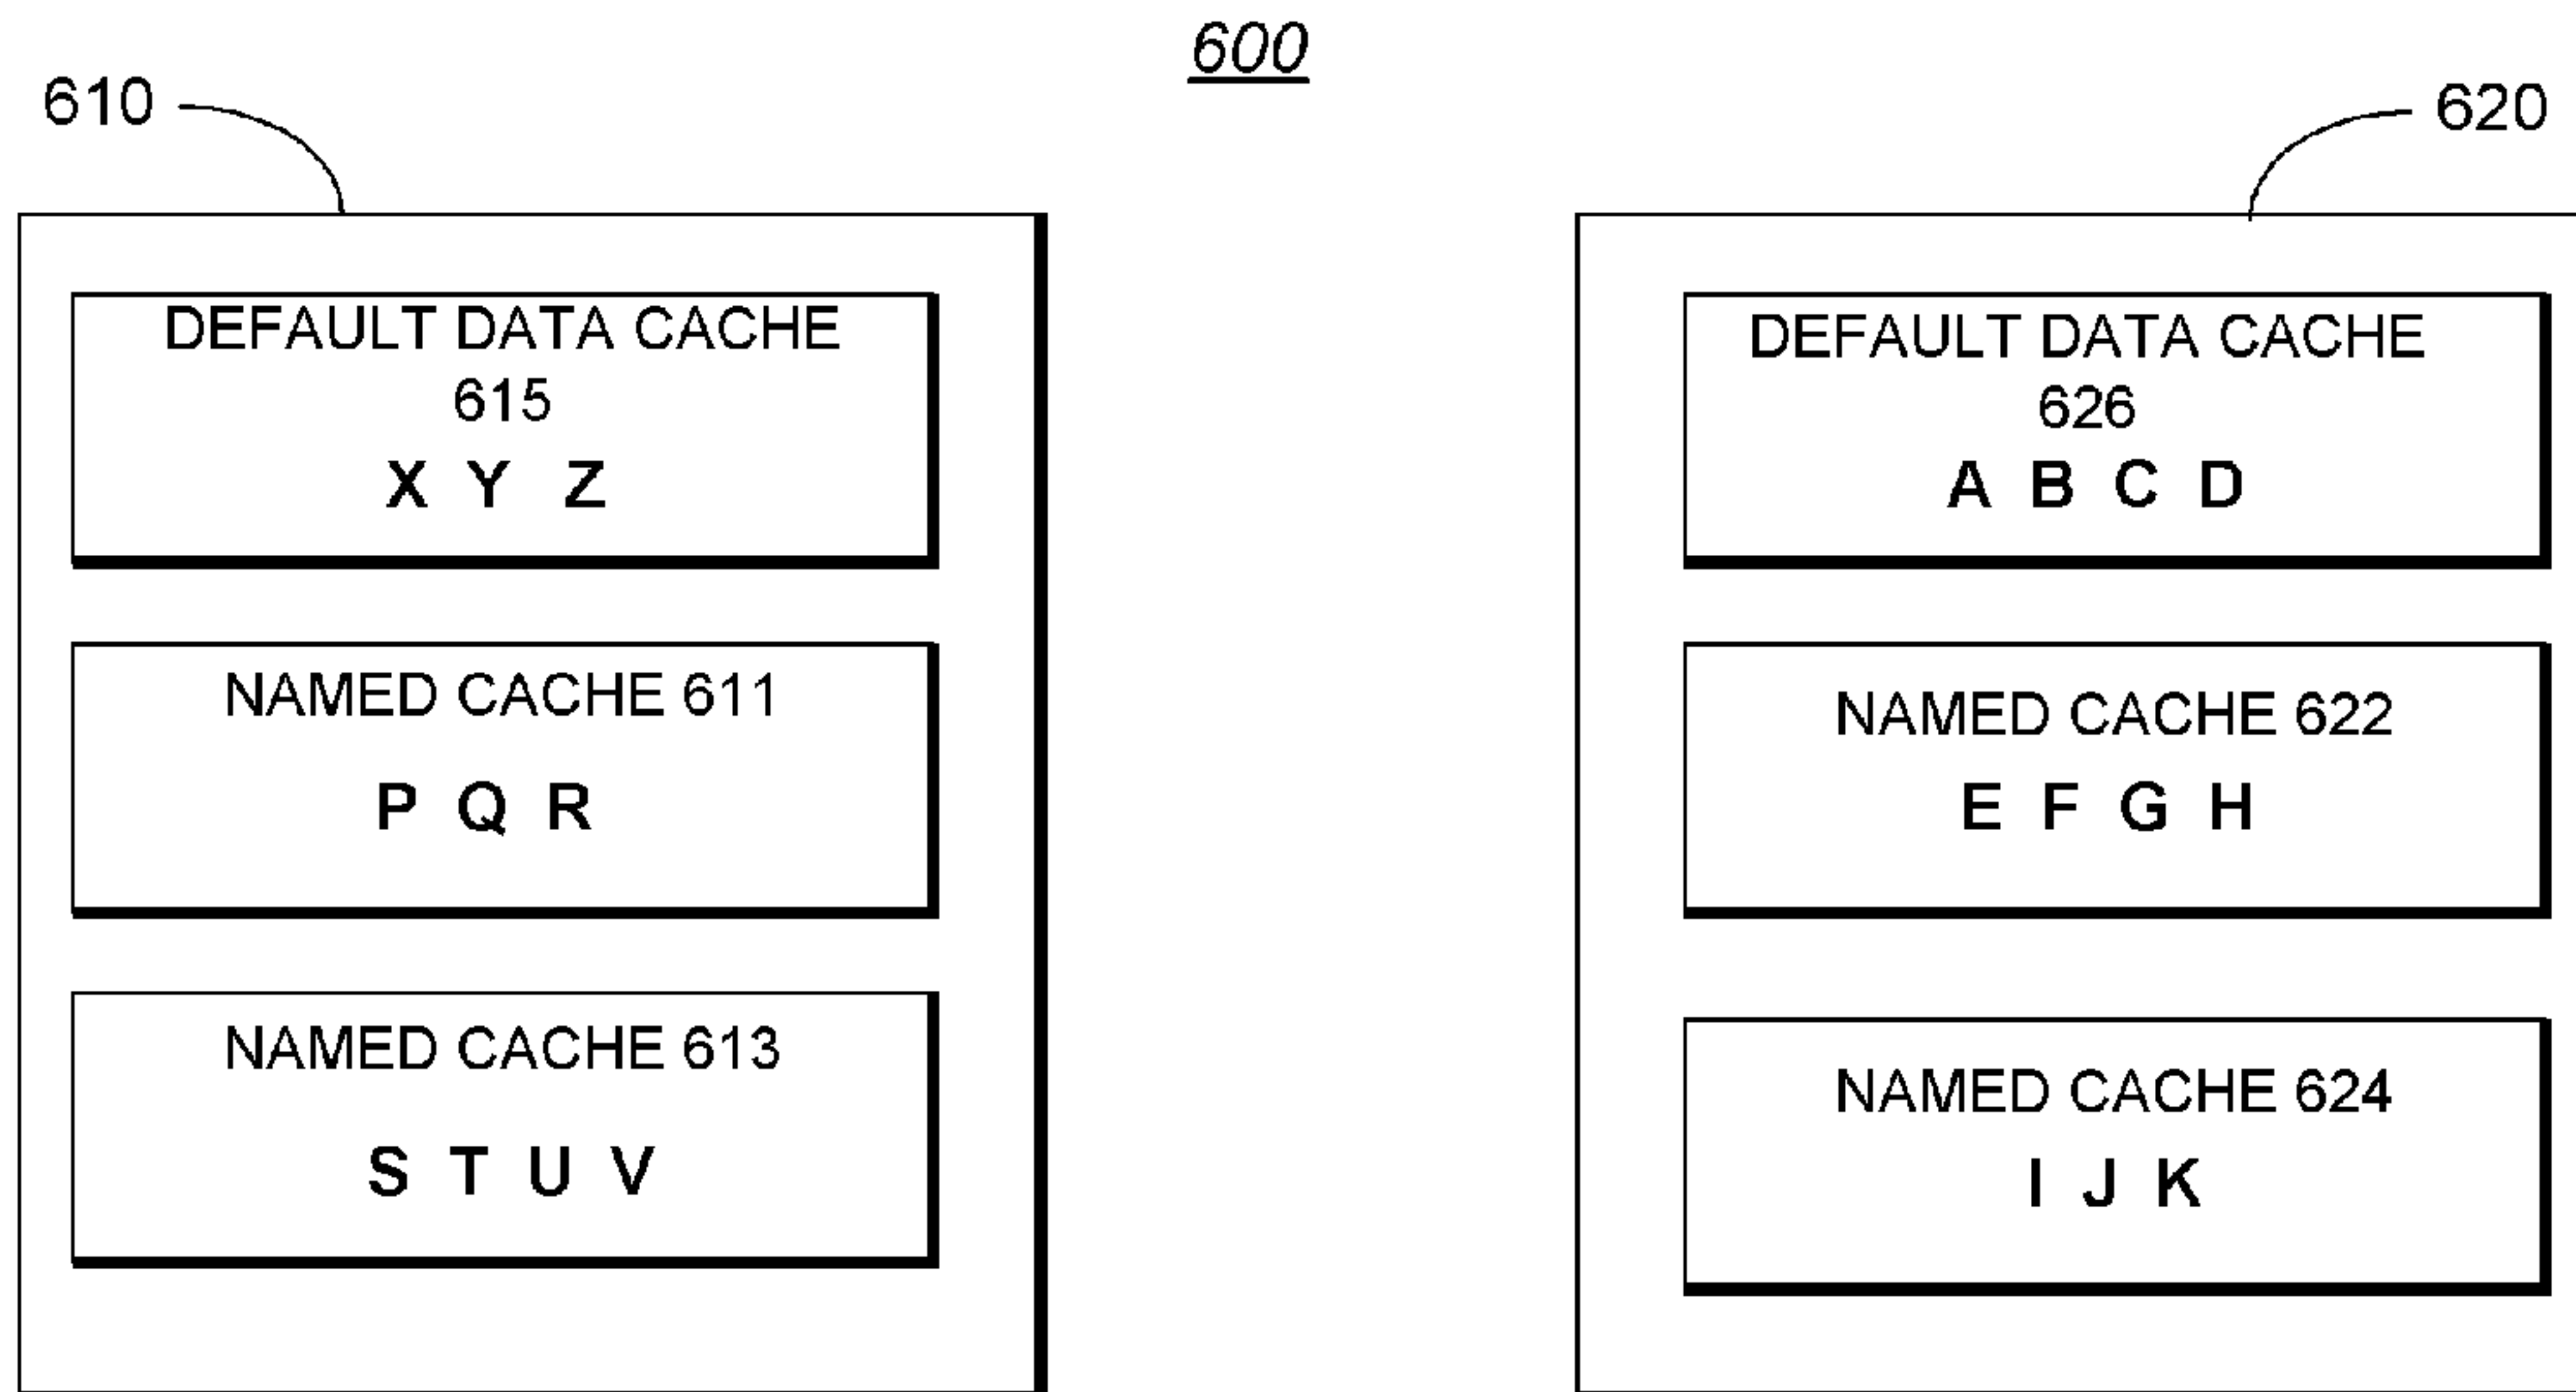 600
610
620
DEFAULT DATA CACHE
615
X Y Z
NAMED CACHE 611
P Q R
NAMED CACHE 613
S T U V
DEFAULT DATA CACHE
626
A B C D
NAMED CACHE 622
E F G H
NAMED CACHE 624
I J K